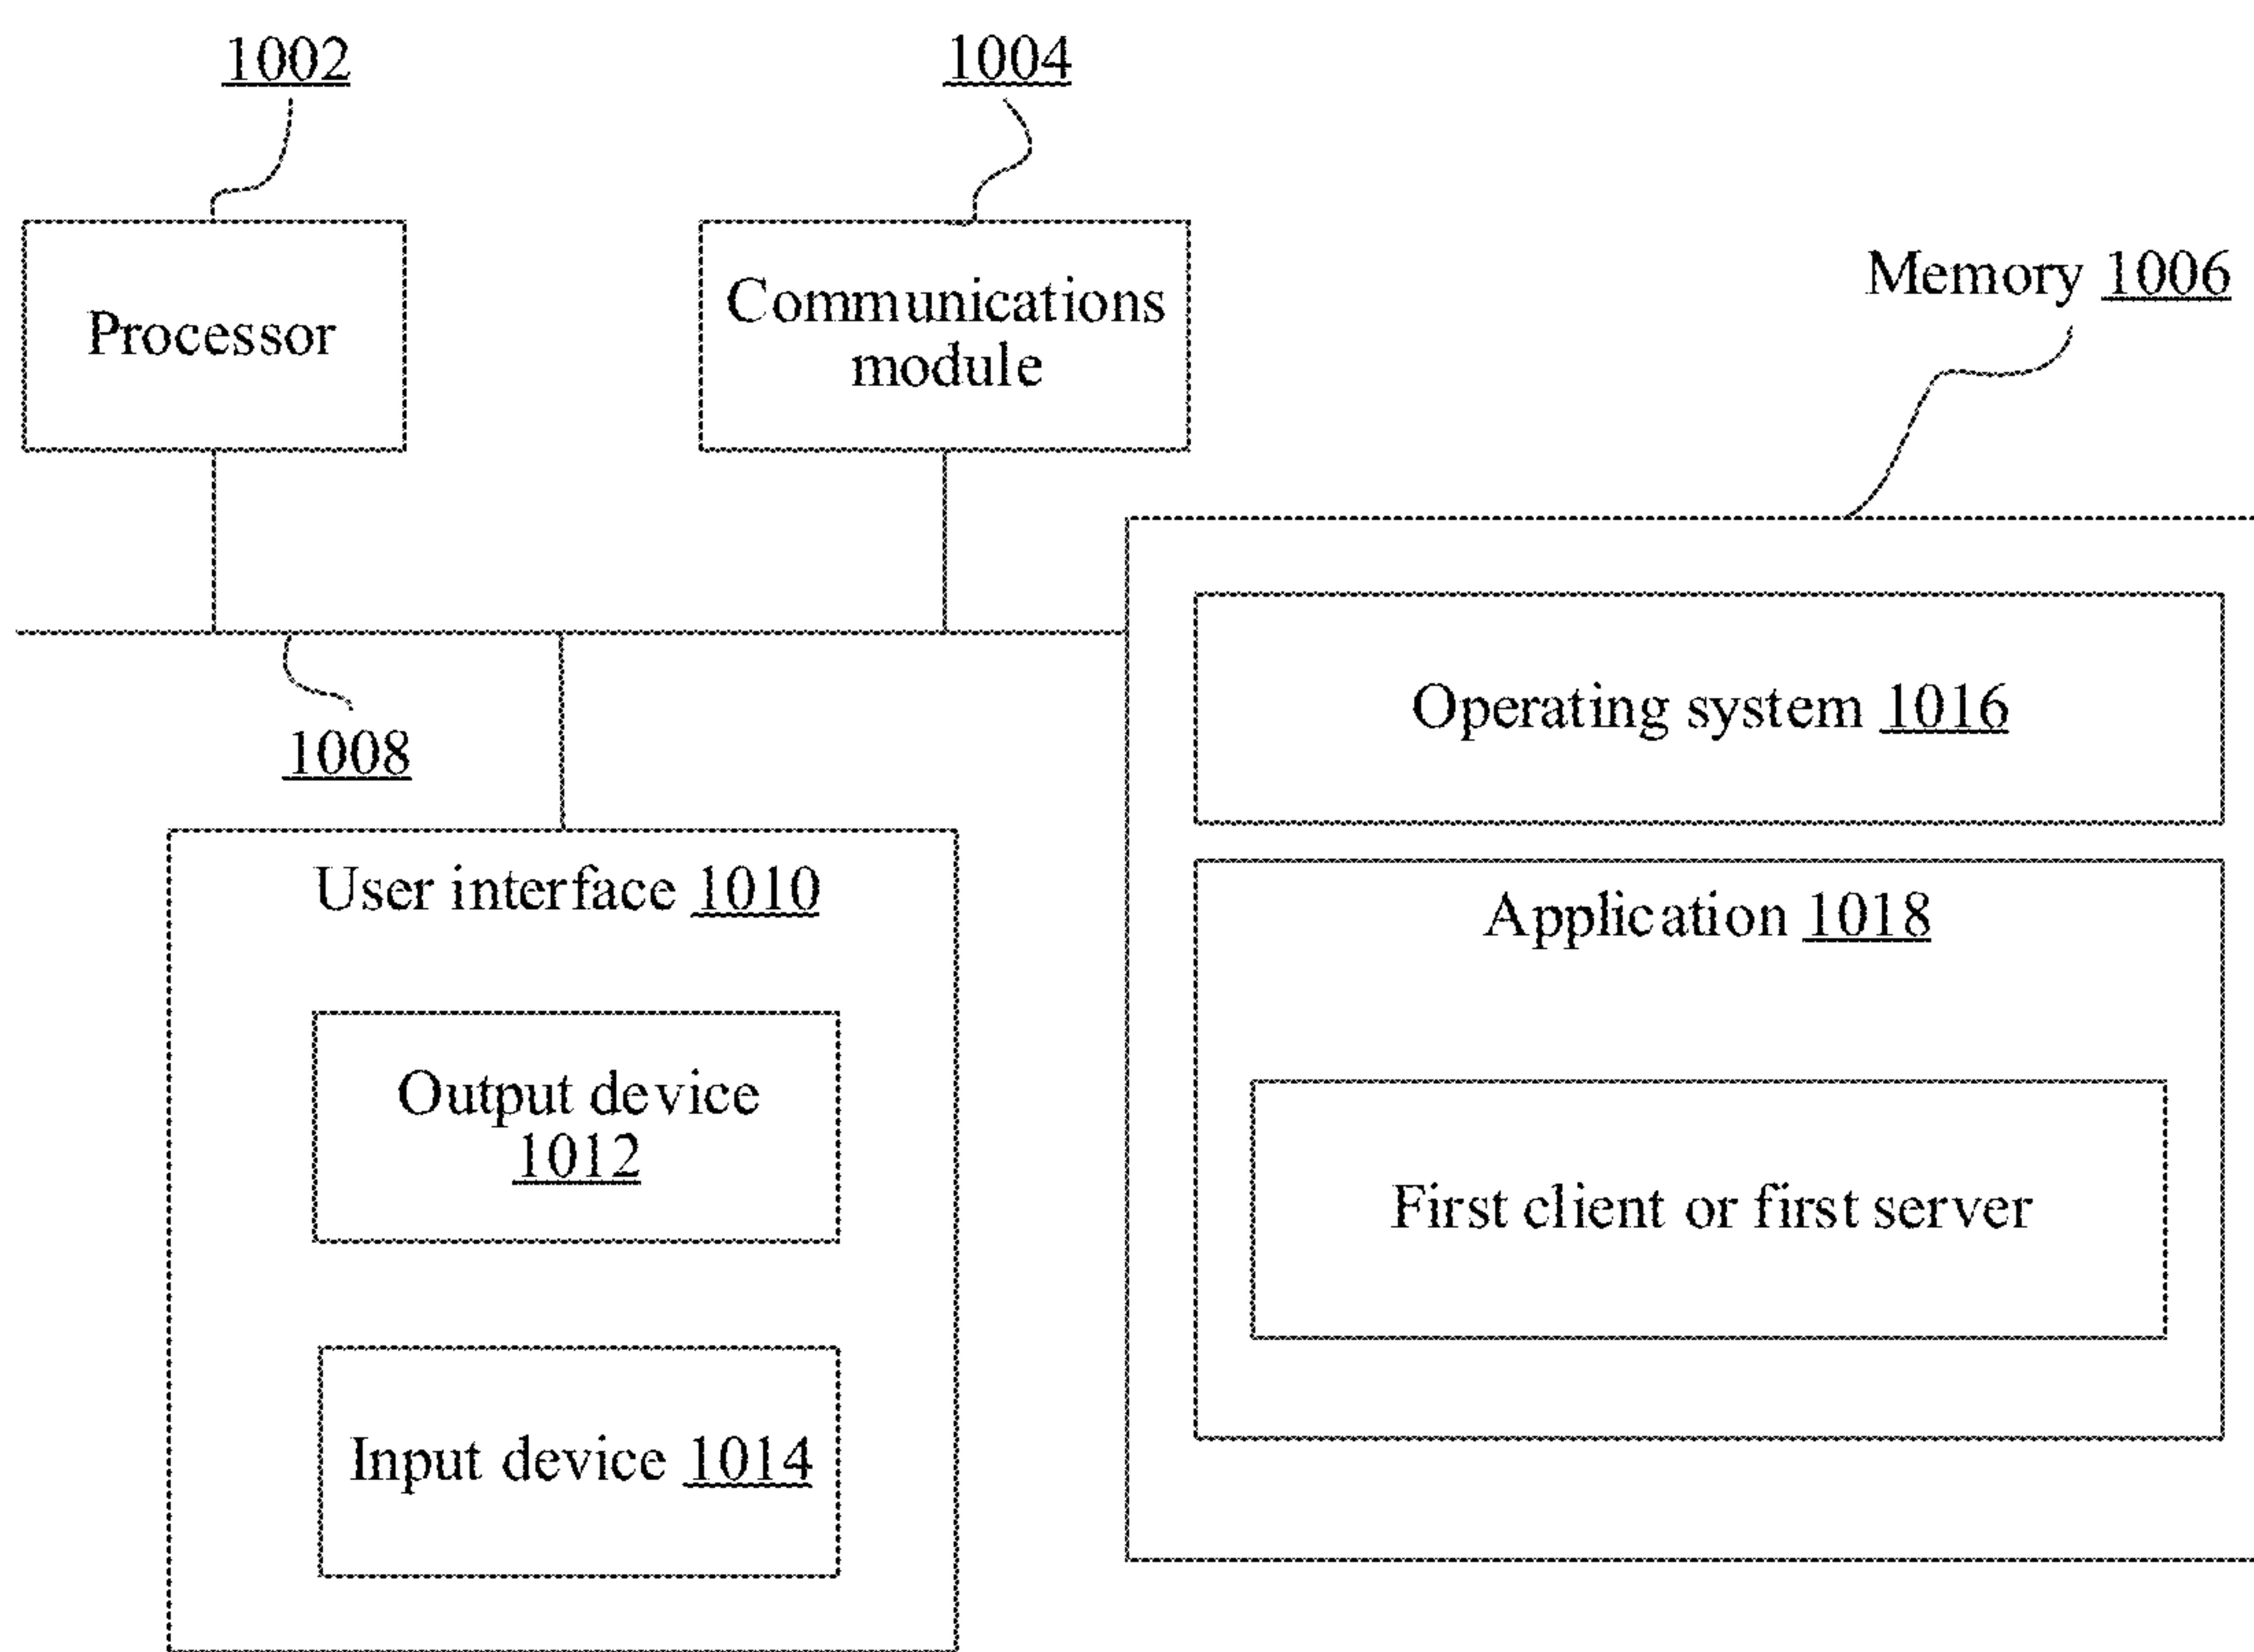 1002
1004
Processor
Communications
module
Memory 1006
1008
Operating system 1016
User interface 1010
Application 1018
Output device
1012
First client or first server
Input device 1014